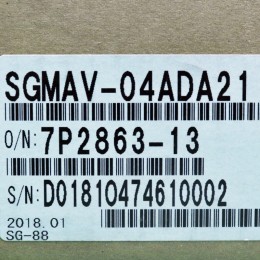 SGMAV-04ADA21
O/N: 7P2863-13
S/N: D01810474610002
2018.01
SG-88